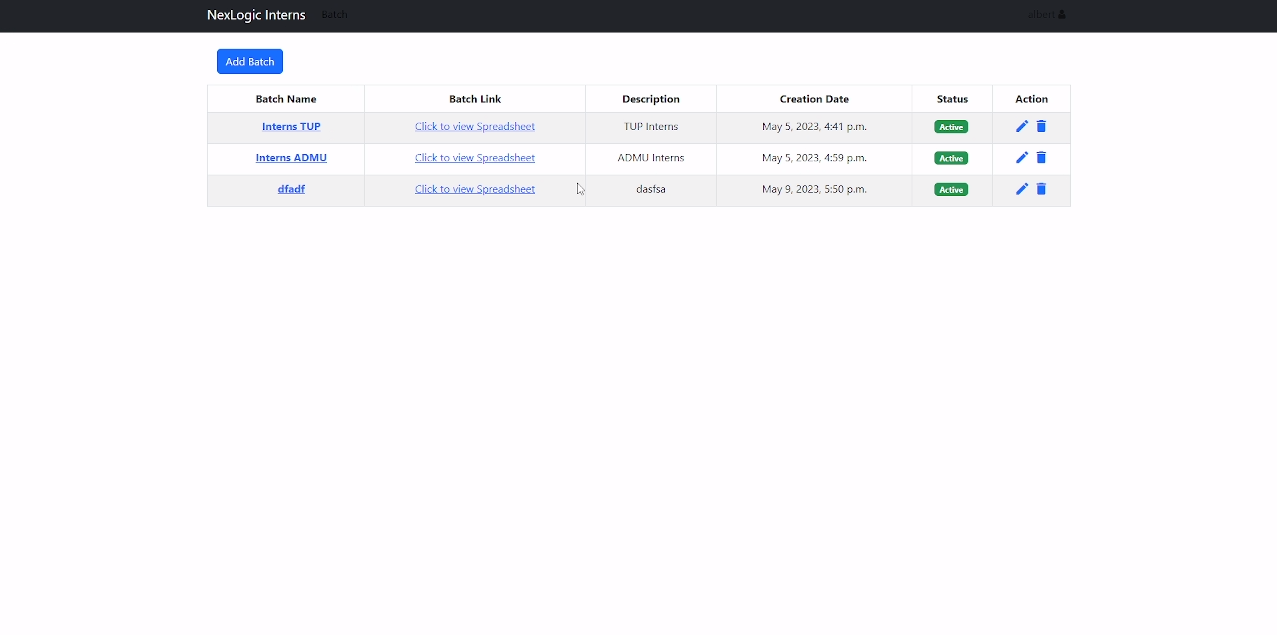 NexLogic Interns Batch albert
Add Batch
Batch Name Batch Link Description Creation Date Status Action
Interns TUP Click to view Spreadsheet TUP Interns May 5, 2023, 4:41 p.m. Active
Interns ADMU Click to view Spreadsheet ADMU Interns May 5, 2023, 4:59 p.m. Active
dfadf Click to view Spreadsheet dasfsa May 9, 2023, 5:50 p.m. Active